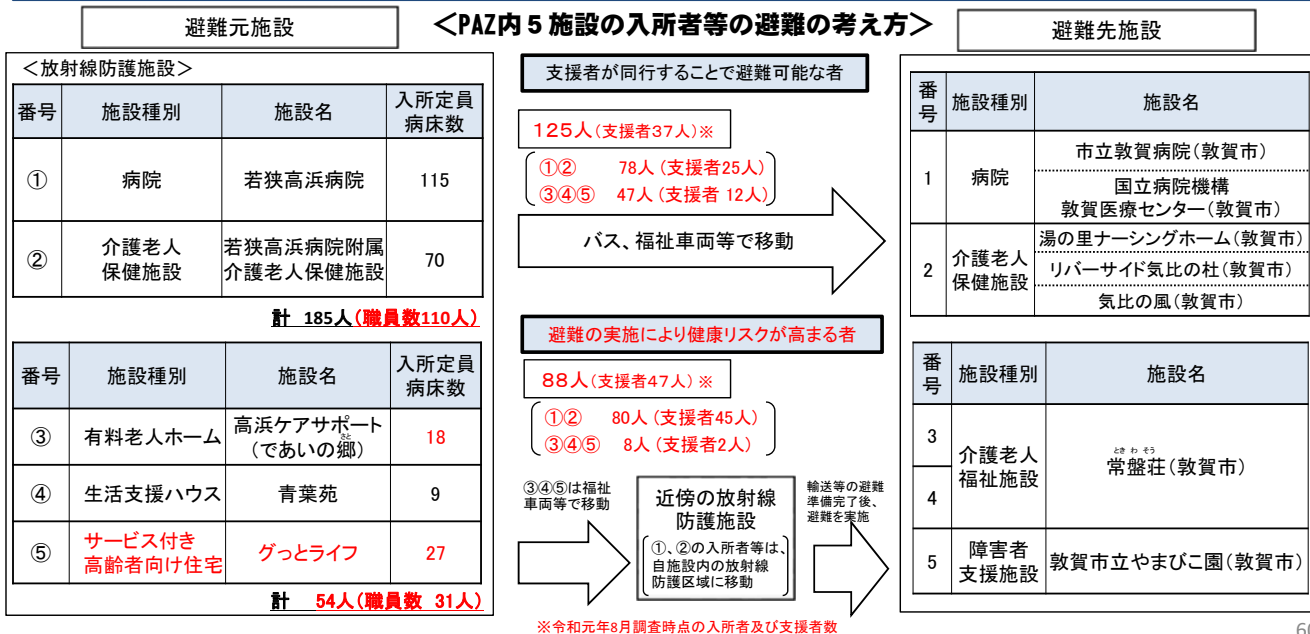 ＜PAZ内５施設の入所者等の避難の考え方＞
避難元施設
＜放射線防護施設＞
番号 施設種別 施設名 入所定員
病床数
① 病院 若狭高浜病院 115
② 介護老人
保健施設 若狭高浜病院附属
介護老人保健施設 70
計 185人(職員数110人)
番号 施設種別 施設名 入所定員
病床数
③ 有料老人ホーム 高浜ケアサポート
(であいの郷) 18
さと
④ 生活支援ハウス 青葉苑 9
⑤ サービス付き
高齢者向け住宅 グっとライフ 27
計 54人(職員数 31人)
支援者が同行することで避難可能な者
125人(支援者37人)※
①② 78人(支援者25人)
③④⑤ 47人(支援者 12人)
バス、福祉車両等で移動
避難の実施により健康リスクが高まる者
88人(支援者47人)※
①② 80人(支援者45人)
③④⑤ 8人(支援者2人)
③④⑤は福祉
車両等で移動
近傍の放射線
防護施設
①、②の入所者等は、
自施設内の放射線
防護区域に移動
輸送等の避難
準備完了後、
避難を実施
※令和元年8月調査時点の入所者及び支援者数
避難先施設
番
号 施設種別 施設名
1 病院 市立敦賀病院(敦賀市)
国立病院機構
敦賀医療センター(敦賀市)
2 介護老人
保健施設 湯の里ナーシングホーム(敦賀市)
リバーサイド気比の杜(敦賀市)
気比の風(敦賀市)
番
号 施設種別 施設名
3
4
介護老人
福祉施設 常盤荘(敦賀市)
ときわそう
5 障害者
支援施設 敦賀市立やまびこ園(敦賀市)